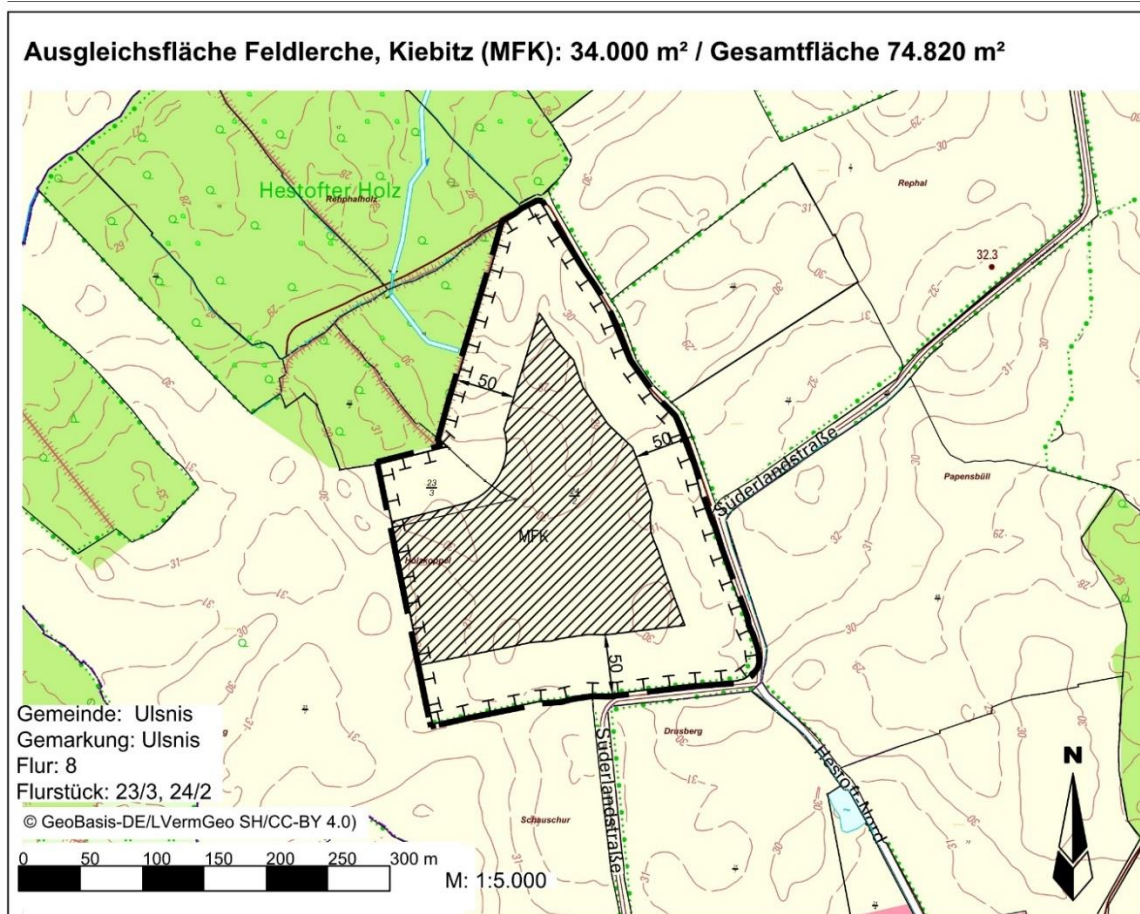 Ausgleichsfläche Feldlerche, Kiebitz (MFK): 34.000 m² / Gesamtfläche 74.820 m²
Hestofter Holz
Rehphalholz
Rephal
32.3
50
50
Süderlandstraße
Papensbüll
23
3
MFK
Holzkoppel
50
Drasberg
Süderlandstraße
Hestoft-Nord
Schauschur
Gemeinde: Ulsnis
Gemarkung: Ulsnis
Flur: 8
Flurstück: 23/3, 24/2
© GeoBasis-DE/LVermGeo SH/CC-BY 4.0)
0 50 100 150 200 250 300 m
M: 1:5.000
N